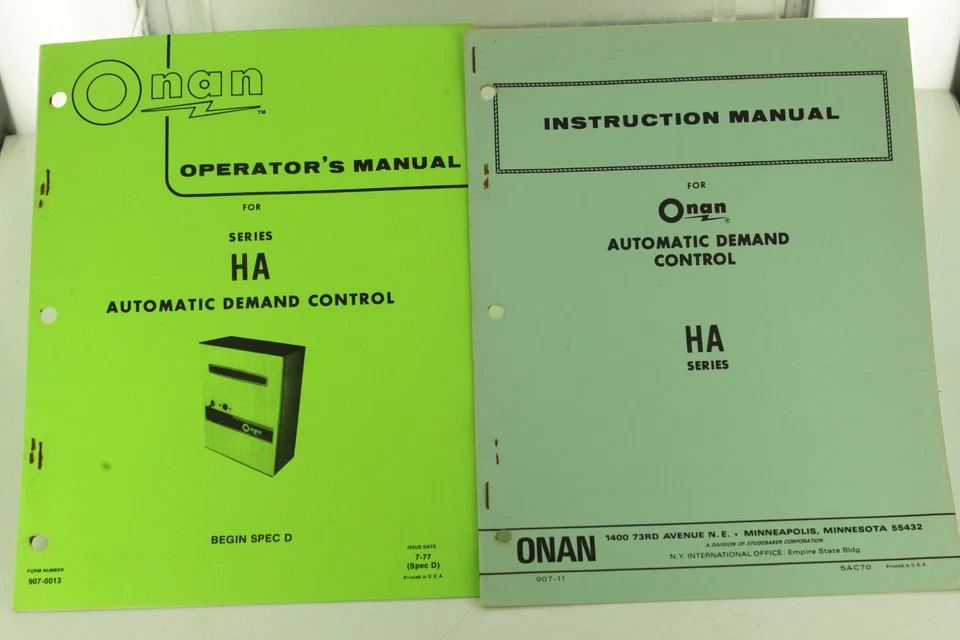 Onan
TM
OPERATOR'S MANUAL
FOR
SERIES
HA
AUTOMATIC DEMAND CONTROL
Onan
BEGIN SPEC D
FORM NUMBER
907-0013
ISSUE DATE
7-77
(Spec D)
Printed in U.S.A.
INSTRUCTION MANUAL
FOR
Onan
®
AUTOMATIC DEMAND
CONTROL
HA
SERIES
ONAN
1400 73RD AVENUE N.E. • MINNEAPOLIS, MINNESOTA 55432
A DIVISION OF STUDEBAKER CORPORATION
N.Y. INTERNATIONAL OFFICE: Empire State Bldg.
907-11
5AC70
Printed in U.S.A.